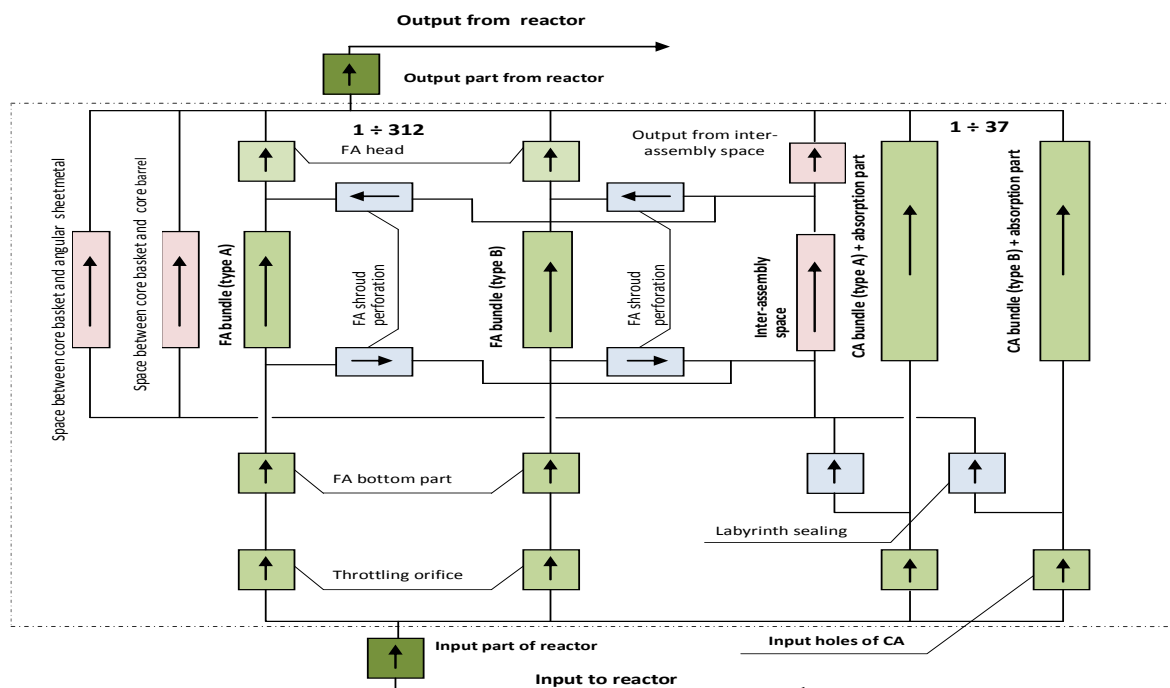 Output from reactor
Output part from reactor
1 ÷ 312
FA head
Output from inter-
assembly space
1 ÷ 37
Space between core basket and angular sheetmetal
Space between core basket and core barrel
FA bundle (type A)
FA shroud
perforation
FA bundle (type B)
FA shroud
perforation
Inter-assembly
space
CA bundle (type A) + absorption part
CA bundle (type B) + absorption part
FA bottom part
Labyrinth sealing
Throttling orifice
Input part of reactor
Input holes of CA
Input to reactor